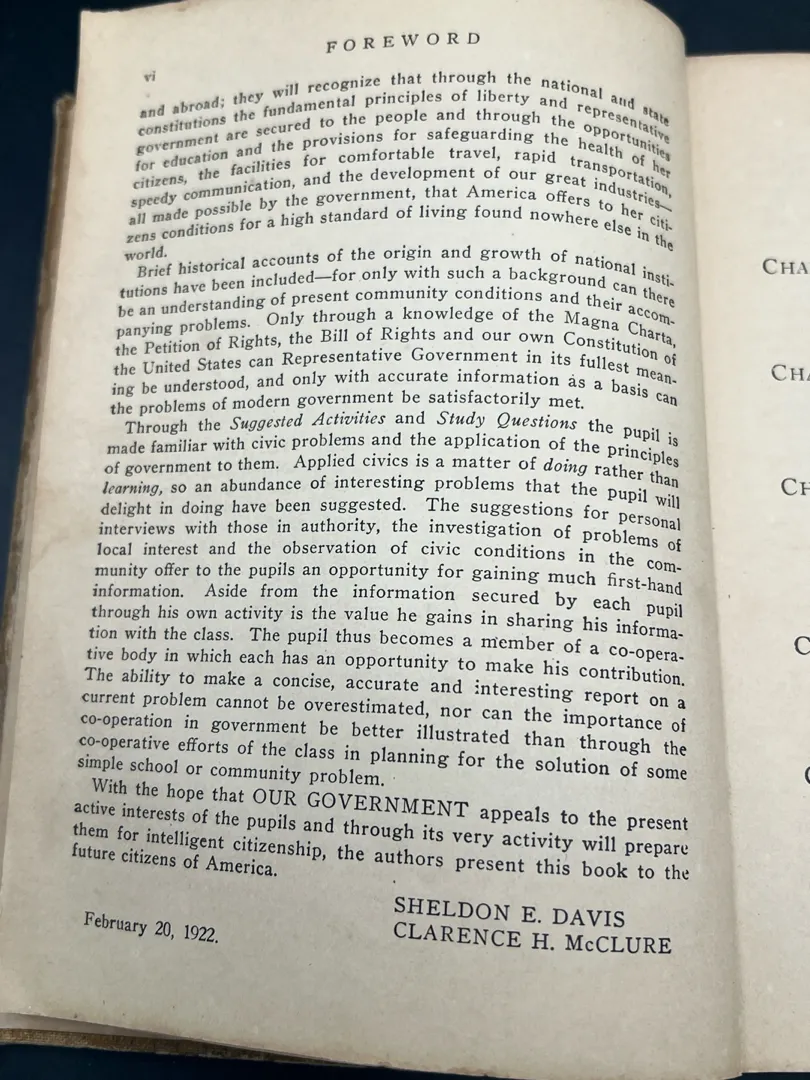 FOREWORD
vi
and abroad; they will recognize that through the national and state
constitutions the fundamental principles of liberty and representative
government are secured to the people and through the opportunities
for education and the provisions for safeguarding the health of her
citizens, the facilities for comfortable travel, rapid transportation,
speedy communication, and the development of our great industries—
all made possible by the government, that America offers to her citi-
zens conditions for a high standard of living found nowhere else in the
world.
Brief historical accounts of the origin and growth of national insti-
tutions have been included—for only with such a background can there
be an understanding of present community conditions and their accom-
panying problems. Only through a knowledge of the Magna Charta,
the Petition of Rights, the Bill of Rights and our own Constitution of
the United States can Representative Government in its fullest mean-
ing be understood, and only with accurate information as a basis can
the problems of modern government be satisfactorily met.
Through the Suggested Activities and Study Questions the pupil is
made familiar with civic problems and the application of the principles
of government to them. Applied civics is a matter of doing rather than
learning, so an abundance of interesting problems that the pupil will
delight in doing have been suggested. The suggestions for personal
interviews with those in authority, the investigation of problems of
local interest and the observation of civic conditions in the com-
munity offer to the pupils an opportunity for gaining much first-hand
information. Aside from the information secured by each pupil
through his own activity is the value he gains in sharing his informa-
tion with the class. The pupil thus becomes a member of a co-opera-
tive body in which each has an opportunity to make his contribution.
The ability to make a concise, accurate and interesting report on a
current problem cannot be overestimated, nor can the importance of
co-operation in government be better illustrated than through the
co-operative efforts of the class in planning for the solution of some
simple school or community problem.
With the hope that OUR GOVERNMENT appeals to the present
active interests of the pupils and through its very activity will prepare
them for intelligent citizenship, the authors present this book to the
future citizens of America.
SHELDON E. DAVIS
CLARENCE H. McCLURE
February 20, 1922.
CHA
CHA
CH
C